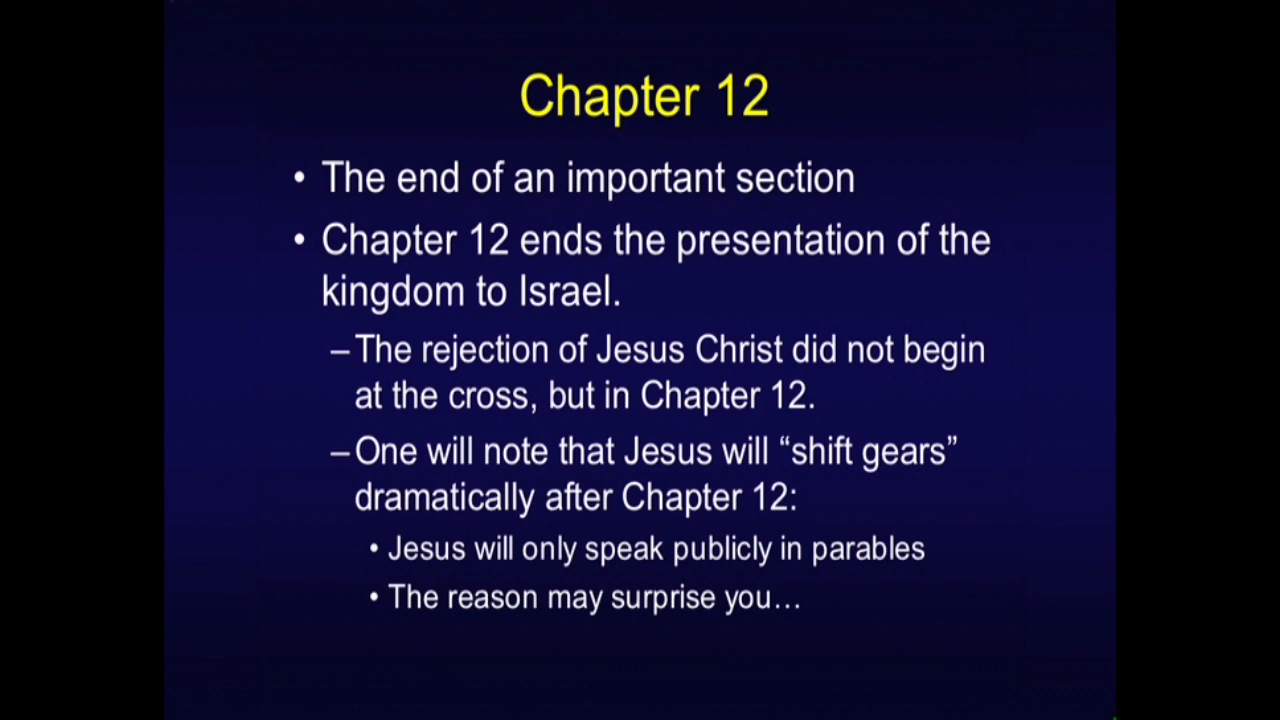 Chapter 12
• The end of an important section
• Chapter 12 ends the presentation of the
kingdom to Israel.
– The rejection of Jesus Christ did not begin
at the cross, but in Chapter 12.
– One will note that Jesus will “shift gears”
dramatically after Chapter 12:
• Jesus will only speak publicly in parables
• The reason may surprise you…